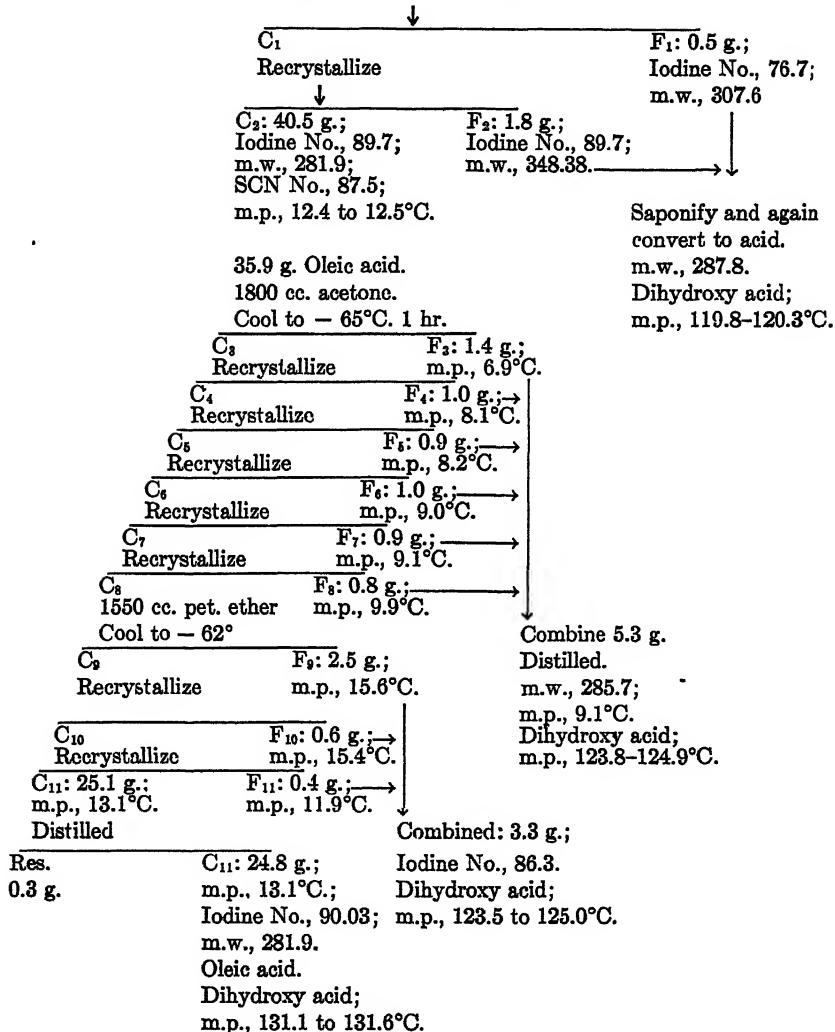 C₁ F₁: 0.5 g.;
Recrystallize Iodine No., 76.7;
m.w., 307.6
C₂: 40.5 g.; F₂: 1.8 g.;
Iodine No., 89.7; Iodine No., 89.7;
m.w., 281.9; m.w., 348.38.
SCN No., 87.5;
m.p., 12.4 to 12.5°C.
Saponify and again
convert to acid.
m.w., 287.8.
Dihydroxy acid;
m.p., 119.8–120.3°C.
35.9 g. Oleic acid.
1800 cc. acetone.
Cool to − 65°C. 1 hr.
C₃ F₃: 1.4 g.;
Recrystallize m.p., 6.9°C.
C₄ F₄: 1.0 g.;
Recrystallize m.p., 8.1°C.
C₅ F₅: 0.9 g.;
Recrystallize m.p., 8.2°C.
C₆ F₆: 1.0 g.;
Recrystallize m.p., 9.0°C.
C₇ F₇: 0.9 g.;
Recrystallize m.p., 9.1°C.
C₈ F₈: 0.8 g.;
1550 cc. pet. ether m.p., 9.9°C.
Cool to − 62°
Combine 5.3 g.
Distilled.
m.w., 285.7;
m.p., 9.1°C.
Dihydroxy acid;
m.p., 123.8–124.9°C.
C₉ F₉: 2.5 g.;
Recrystallize m.p., 15.6°C.
C₁₀ F₁₀: 0.6 g.;
Recrystallize m.p., 15.4°C.
C₁₁: 25.1 g.; F₁₁: 0.4 g.;
m.p., 13.1°C. m.p., 11.9°C.
Distilled
Combined: 3.3 g.;
Iodine No., 86.3.
Dihydroxy acid;
m.p., 123.5 to 125.0°C.
Res.
0.3 g.
C₁₁: 24.8 g.;
m.p., 13.1°C.;
Iodine No., 90.03;
m.w., 281.9.
Oleic acid.
Dihydroxy acid;
m.p., 131.1 to 131.6°C.